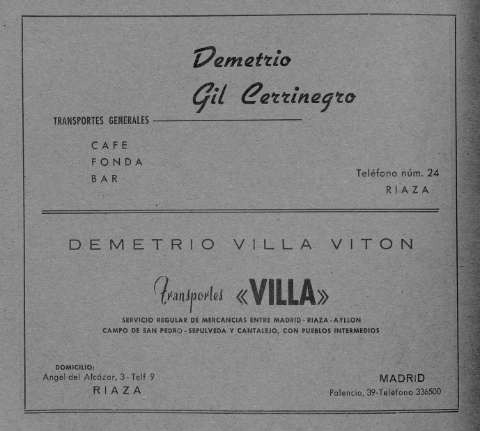 Demetrio
Gil Cerrinegro
TRANSPORTES GENERALES
CAFE
FONDA
BAR
Teléfono núm. 24
RIAZA
DEMETRIO VILLA VITON
Transportes «VILLA»
SERVICIO REGULAR DE MERCANCIAS ENTRE MADRID - RIAZA - AYLLON
CAMPO DE SAN PEDRO - SEPULVEDA Y CANTALEJO, CON PUEBLOS INTERMEDIOS
DOMICILIO:
Angel del Alcázar, 3 - Telf 9
RIAZA
MADRID
Palencia, 39-Teléfono 336500